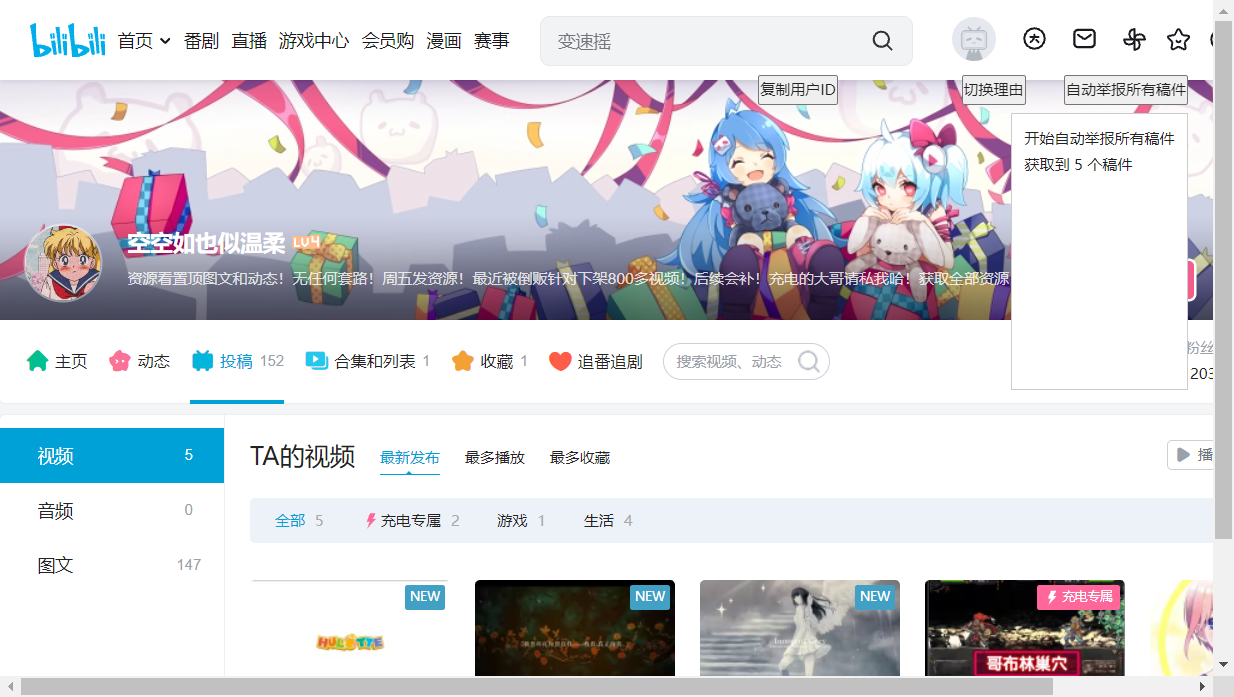 bilibili 首页 番剧 直播 游戏中心 会员购 漫画 赛事 变速摇
复制用户ID 切换理由 自动举报所有稿件
开始自动举报所有稿件
获取到 5 个稿件
空空如也似温柔 LV4
资源看置顶图文和动态！无任何套路！周五发资源！最近被倒贩针对下架800多视频！后续会补！充电的大哥请私我哈！获取全部资源
主页 动态 投稿 152 合集和列表 1 收藏 1 追番追剧 搜索视频、动态 粉丝
203
视频 5
音频 0
图文 147
TA的视频 最新发布 最多播放 最多收藏 播
全部 5 充电专属 2 游戏 1 生活 4
NEW NEW NEW 充电专属
哥布林巢穴